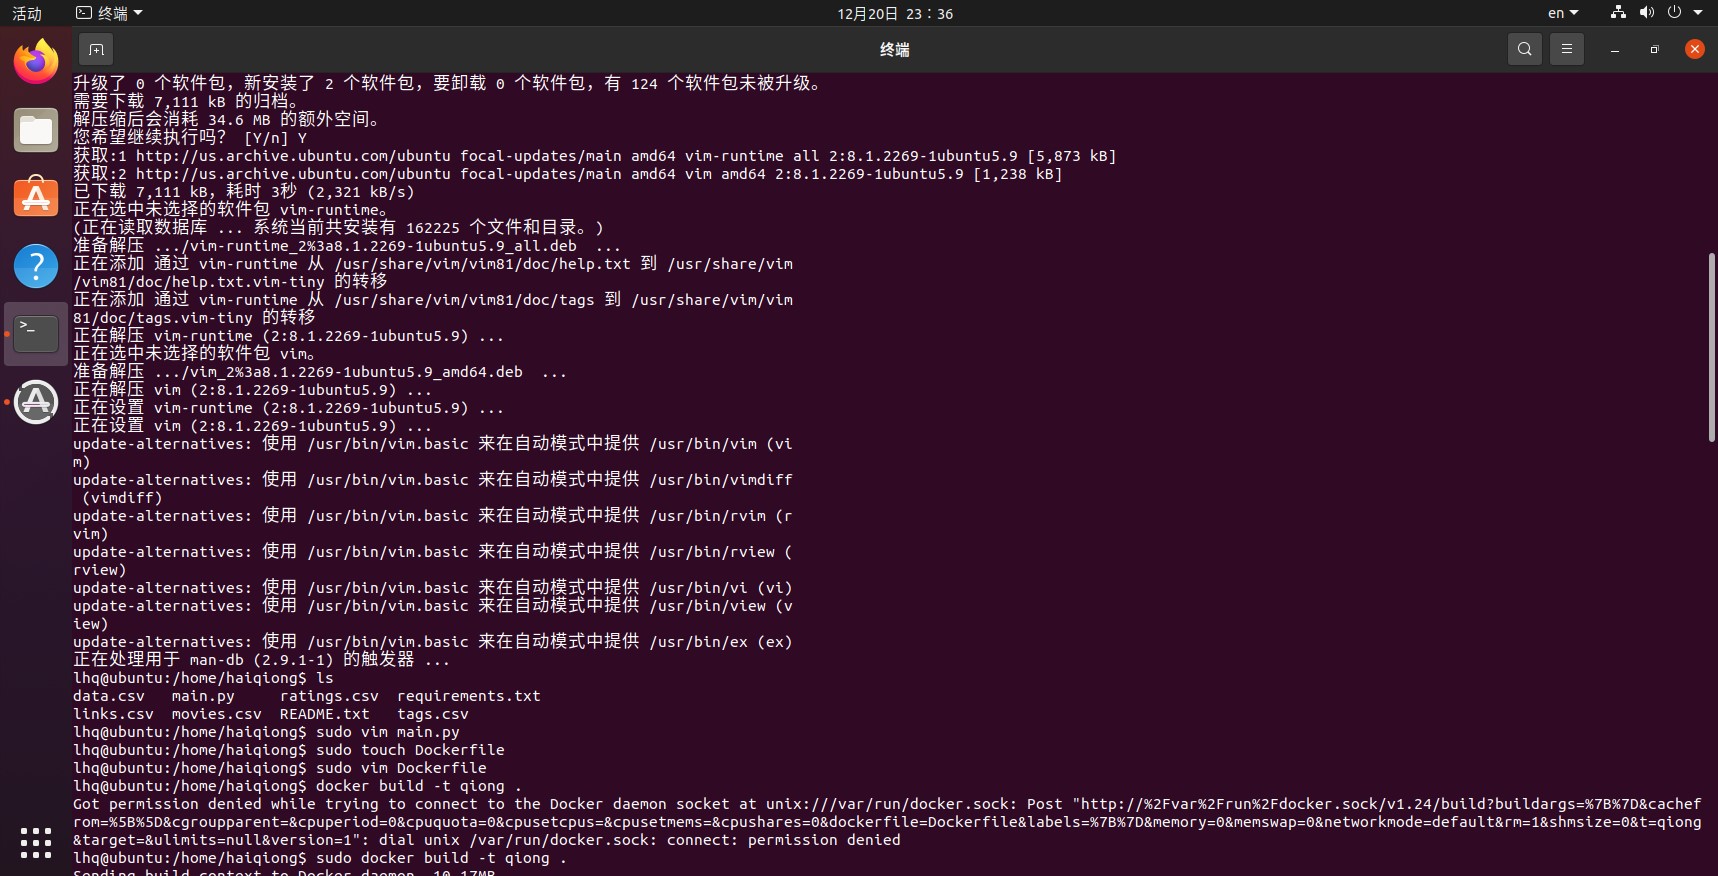 活动
终端
12月20日 23：36
en
终端
升级了 0 个软件包，新安装了 2 个软件包，要卸载 0 个软件包，有 124 个软件包未被升级。
需要下载 7,111 kB 的归档。
解压缩后会消耗 34.6 MB 的额外空间。
您希望继续执行吗？ [Y/n] Y
获取:1 http://us.archive.ubuntu.com/ubuntu focal-updates/main amd64 vim-runtime all 2:8.1.2269-1ubuntu5.9 [5,873 kB]
获取:2 http://us.archive.ubuntu.com/ubuntu focal-updates/main amd64 vim amd64 2:8.1.2269-1ubuntu5.9 [1,238 kB]
已下载 7,111 kB，耗时 3秒 (2,321 kB/s)
正在选中未选择的软件包 vim-runtime。
(正在读取数据库 ... 系统当前共安装有 162225 个文件和目录。)
准备解压 .../vim-runtime_2%3a8.1.2269-1ubuntu5.9_all.deb  ...
正在添加 通过 vim-runtime 从 /usr/share/vim/vim81/doc/help.txt 到 /usr/share/vim
/vim81/doc/help.txt.vim-tiny 的转移
正在添加 通过 vim-runtime 从 /usr/share/vim/vim81/doc/tags 到 /usr/share/vim/vim
81/doc/tags.vim-tiny 的转移
正在解压 vim-runtime (2:8.1.2269-1ubuntu5.9) ...
正在选中未选择的软件包 vim。
准备解压 .../vim_2%3a8.1.2269-1ubuntu5.9_amd64.deb  ...
正在解压 vim (2:8.1.2269-1ubuntu5.9) ...
正在设置 vim-runtime (2:8.1.2269-1ubuntu5.9) ...
正在设置 vim (2:8.1.2269-1ubuntu5.9) ...
update-alternatives: 使用 /usr/bin/vim.basic 来在自动模式中提供 /usr/bin/vim (vi
m)
update-alternatives: 使用 /usr/bin/vim.basic 来在自动模式中提供 /usr/bin/vimdiff
 (vimdiff)
update-alternatives: 使用 /usr/bin/vim.basic 来在自动模式中提供 /usr/bin/rvim (r
vim)
update-alternatives: 使用 /usr/bin/vim.basic 来在自动模式中提供 /usr/bin/rview (
rview)
update-alternatives: 使用 /usr/bin/vim.basic 来在自动模式中提供 /usr/bin/vi (vi)
update-alternatives: 使用 /usr/bin/vim.basic 来在自动模式中提供 /usr/bin/view (v
iew)
update-alternatives: 使用 /usr/bin/vim.basic 来在自动模式中提供 /usr/bin/ex (ex)
正在处理用于 man-db (2.9.1-1) 的触发器 ...
lhq@ubuntu:/home/haiqiong$ ls
data.csv   main.py     ratings.csv  requirements.txt
links.csv  movies.csv  README.txt   tags.csv
lhq@ubuntu:/home/haiqiong$ sudo vim main.py
lhq@ubuntu:/home/haiqiong$ sudo touch Dockerfile
lhq@ubuntu:/home/haiqiong$ sudo vim Dockerfile
lhq@ubuntu:/home/haiqiong$ docker build -t qiong .
Got permission denied while trying to connect to the Docker daemon socket at unix:///var/run/docker.sock: Post "http://%2Fvar%2Frun%2Fdocker.sock/v1.24/build?buildargs=%7B%7D&cachef
rom=%5B%5D&cgroupparent=&cpuperiod=0&cpuquota=0&cpusetcpus=&cpusetmems=&cpushares=0&dockerfile=Dockerfile&labels=%7B%7D&memory=0&memswap=0&networkmode=default&rm=1&shmsize=0&t=qiong
&target=&ulimits=null&version=1": dial unix /var/run/docker.sock: connect: permission denied
lhq@ubuntu:/home/haiqiong$ sudo docker build -t qiong .
Sending build context to Docker daemon  10.17MB